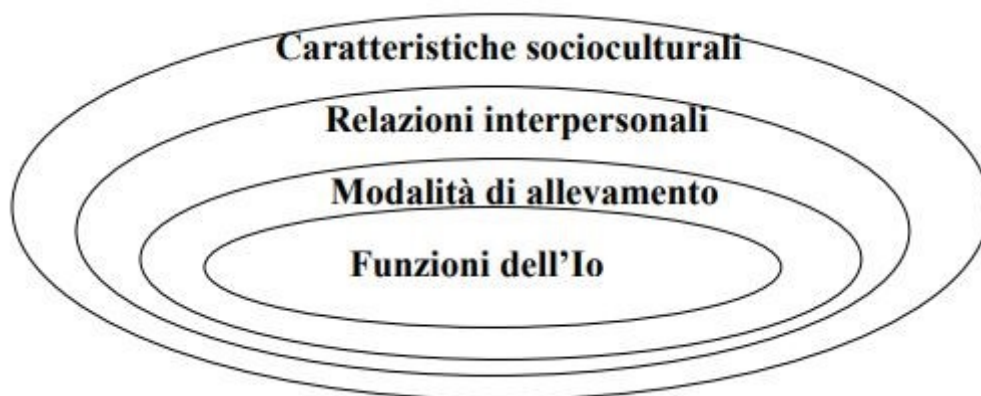 Caratteristiche socioculturali
Relazioni interpersonali
Modalità di allevamento
Funzioni dell’Io